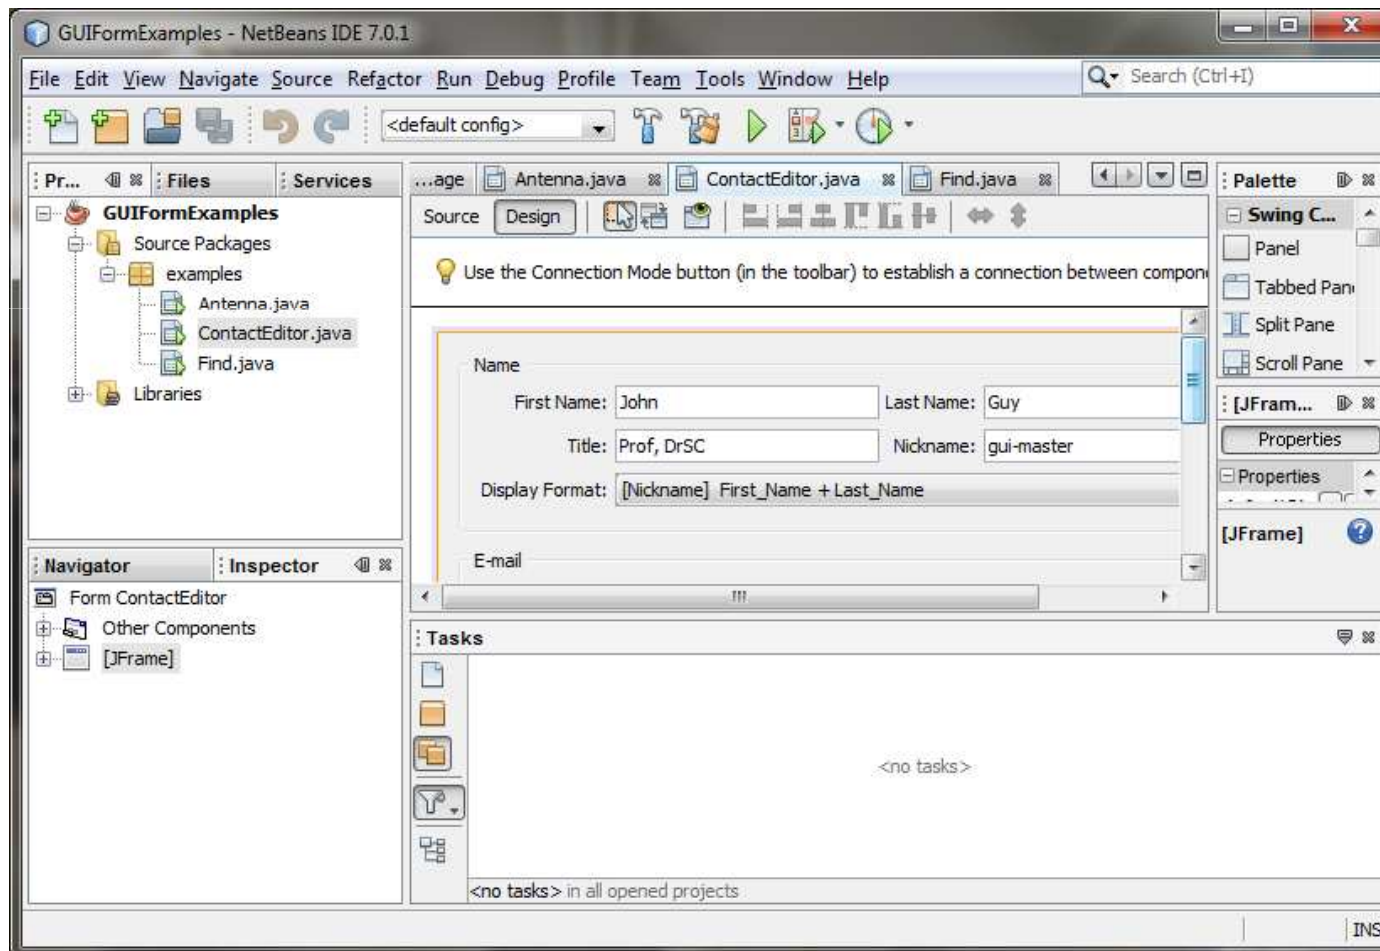 GUIFormExamples - NetBeans IDE 7.0.1
File Edit View Navigate Source Refactor Run Debug Profile Team Tools Window Help
Search (Ctrl+I)
<default config>
Pr... Files Services
GUIFormExamples
Source Packages
examples
Antenna.java
ContactEditor.java
Find.java
Libraries
Navigator Inspector
Form ContactEditor
Other Components
[JFrame]
...age Antenna.java ContactEditor.java Find.java
Source Design
Use the Connection Mode button (in the toolbar) to establish a connection between compon
Name
First Name: John Last Name: Guy
Title: Prof, DrSC Nickname: gui-master
Display Format: [Nickname] First_Name + Last_Name
E-mail
Palette
Swing C...
Panel
Tabbed Pan
Split Pane
Scroll Pane
[JFram...
Properties
Properties
[JFrame]
Tasks
<no tasks>
<no tasks> in all opened projects
INS